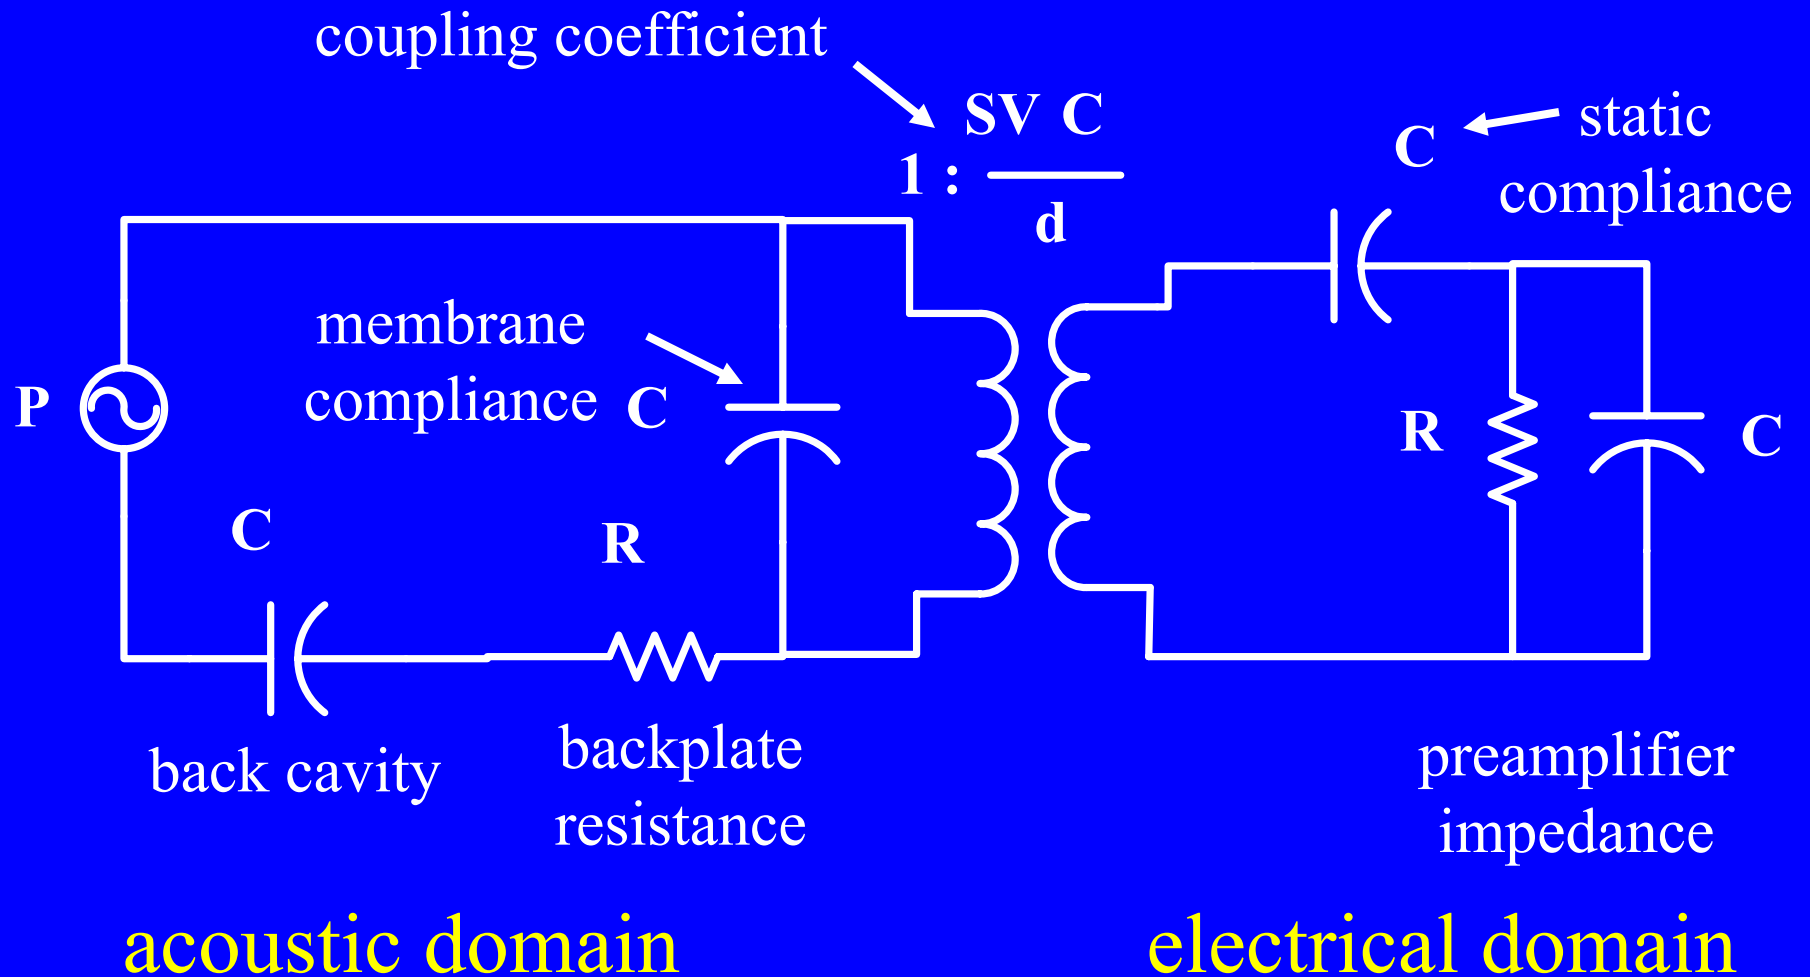 coupling coefficient
SV C
1 :
d
C
static
compliance
membrane
compliance
C
P
R
C
C
R
back cavity
backplate
resistance
preamplifier
impedance
acoustic domain
electrical domain